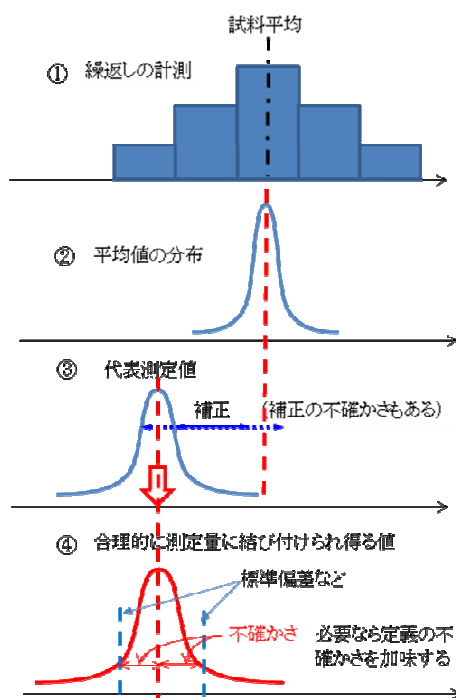 試料平均
① 繰返しの計測
② 平均値の分布
③ 代表測定値
補正 (補正の不確かさもある)
④ 合理的に測定量に結び付けられ得る値
標準偏差など
不確かさ 必要なら定義の不
確かさを加味する